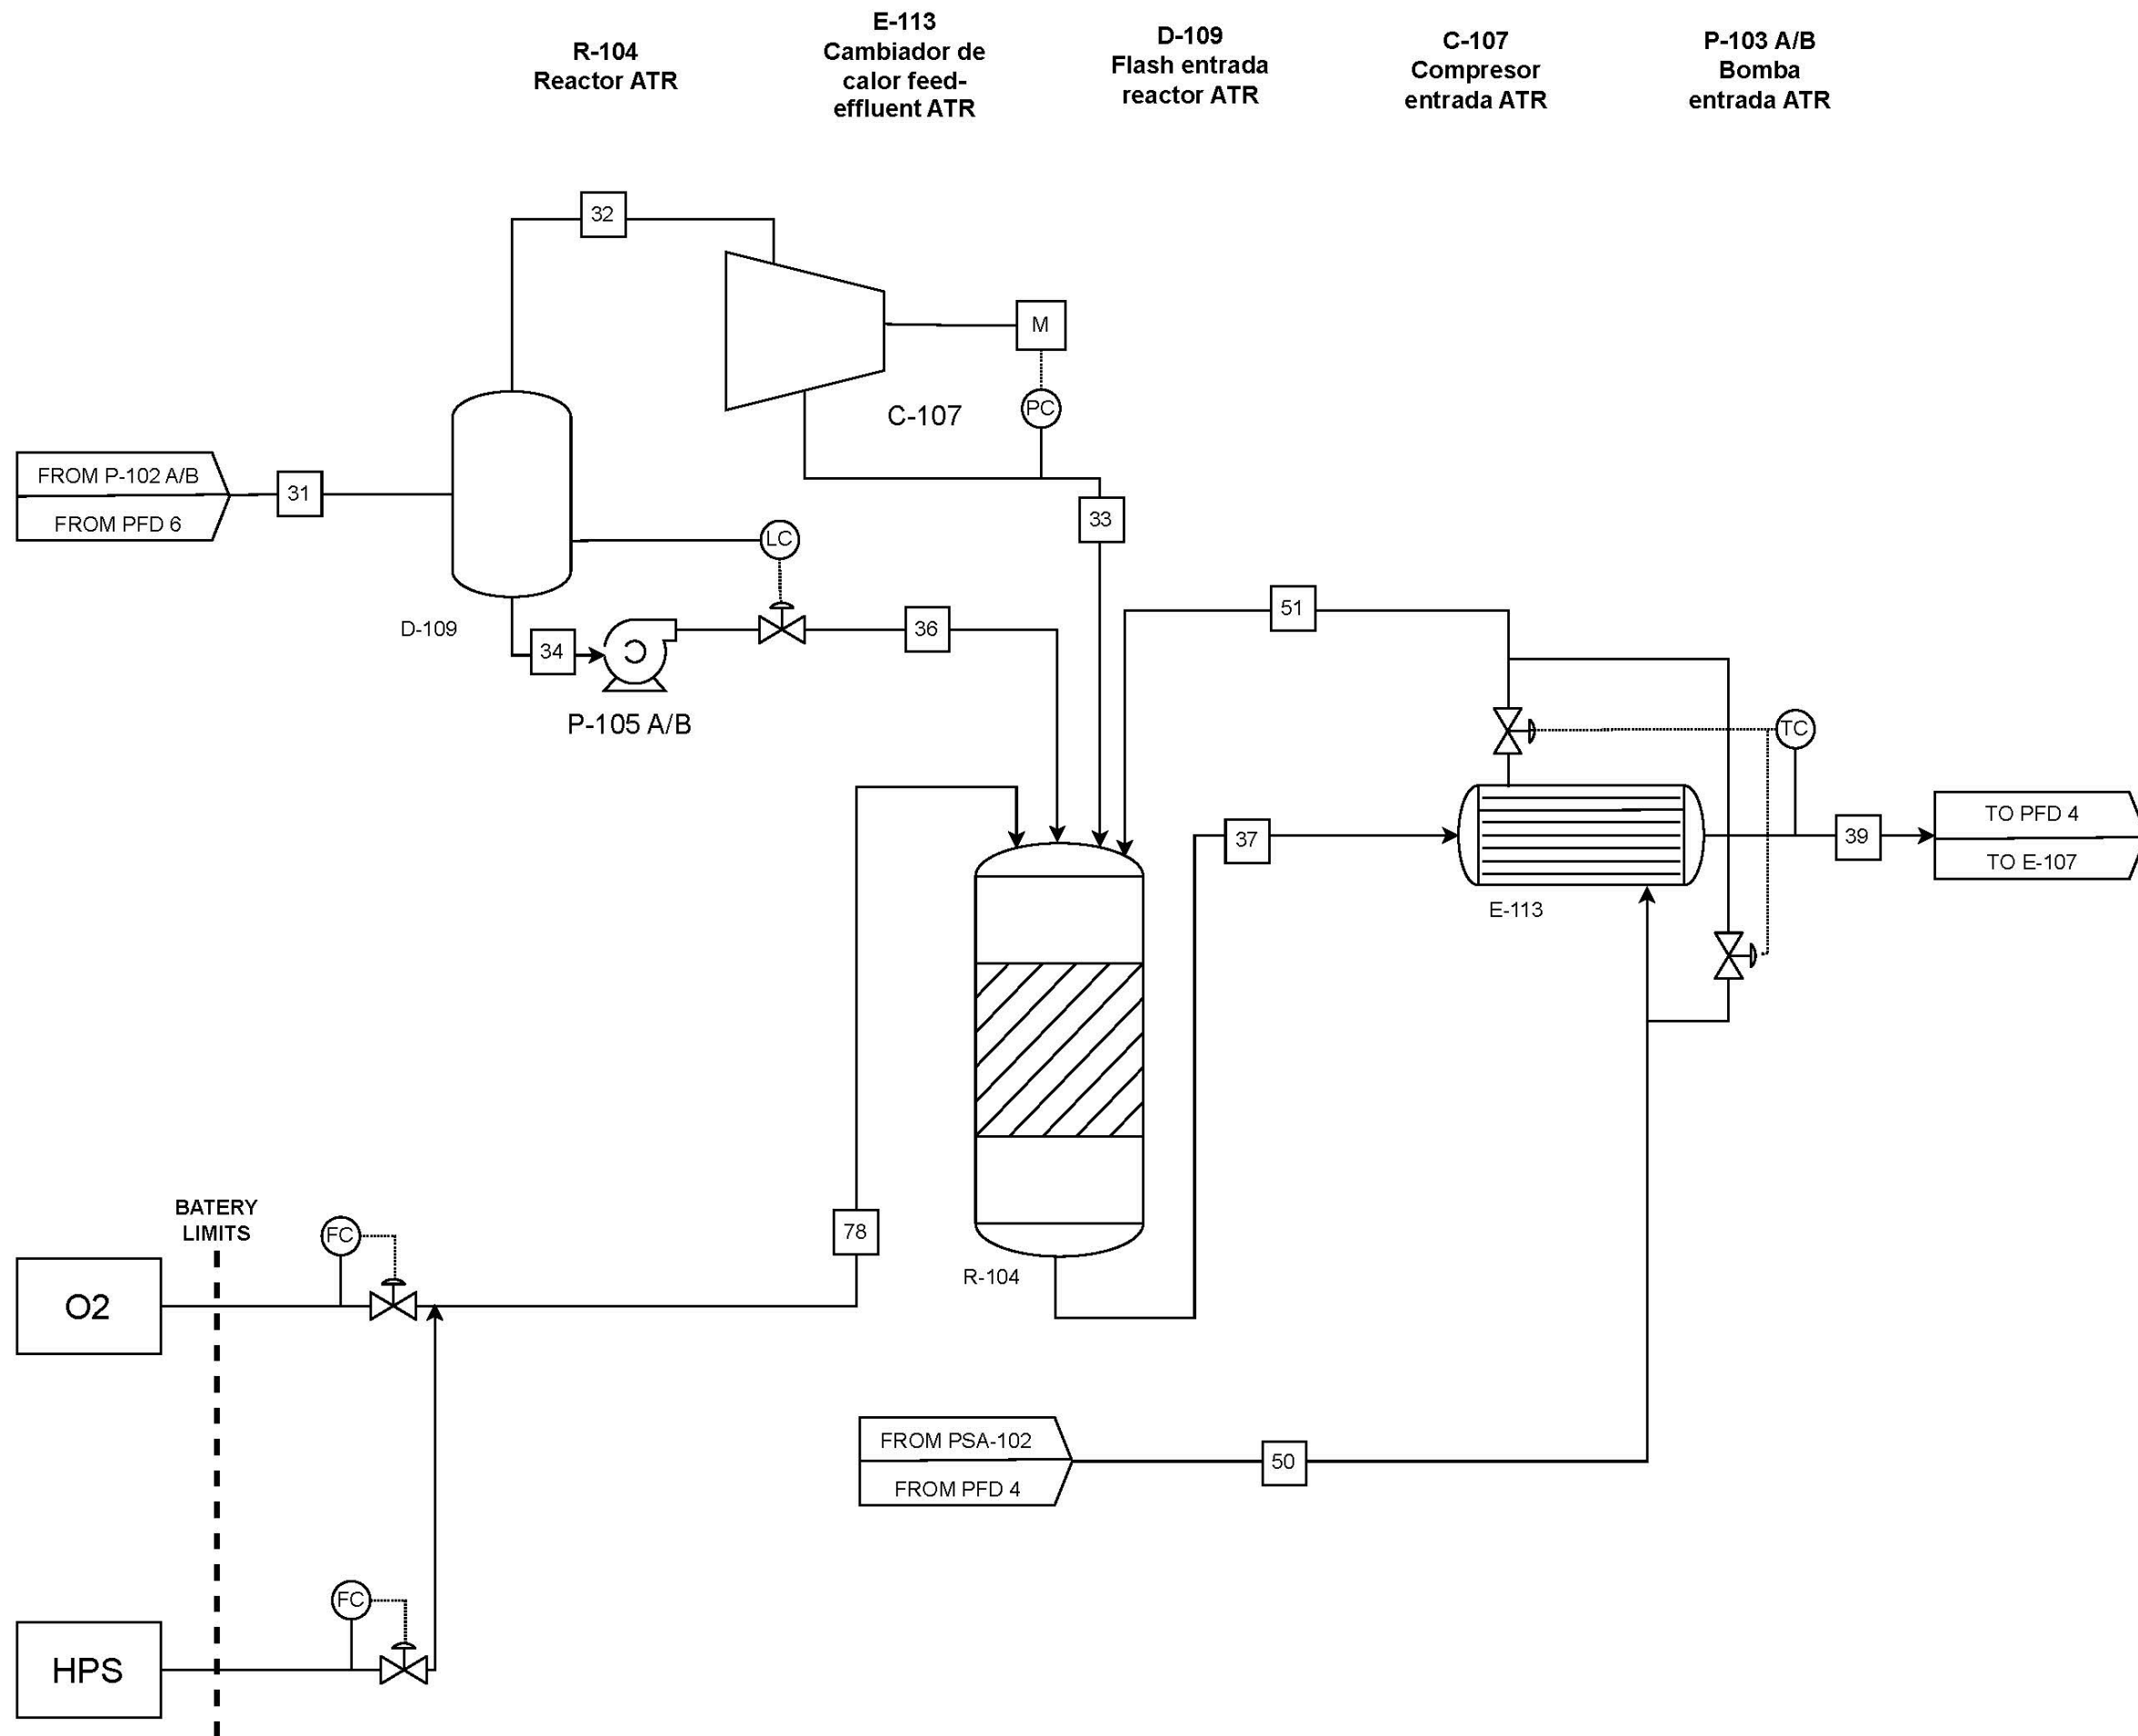 R-104
Reactor ATR
E-113
Cambiador de
calor feed-
effluent ATR
D-109
Flash entrada
reactor ATR
C-107
Compresor
entrada ATR
P-103 A/B
Bomba
entrada ATR
32
M
PC
C-107
FROM P-102 A/B
FROM PFD 6
31
33
LC
D-109
34
36
P-105 A/B
51
TC
37
39
TO PFD 4
TO E-107
E-113
BATERY
LIMITS
FC
78
O2
R-104
FROM PSA-102
FROM PFD 4
50
FC
HPS